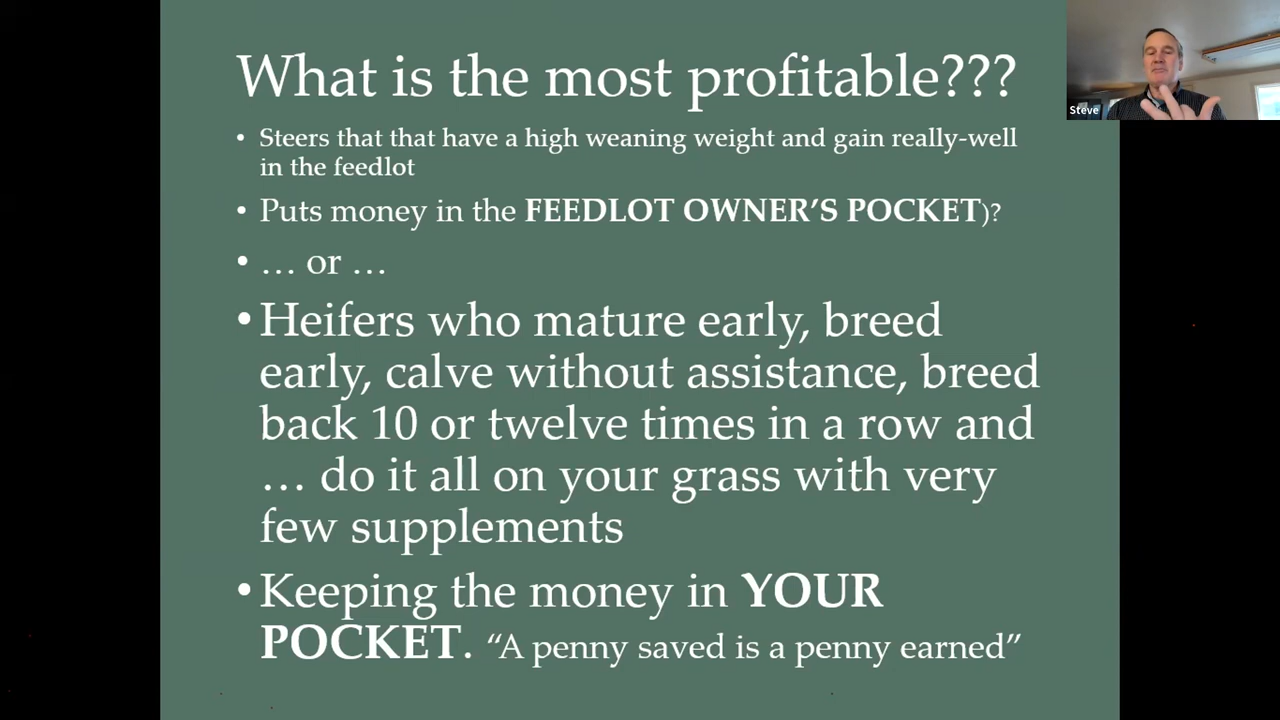 What is the most profitable???
• Steers that that have a high weaning weight and gain really-well
in the feedlot
• Puts money in the FEEDLOT OWNER’S POCKET)?
• … or …
• Heifers who mature early, breed
early, calve without assistance, breed
back 10 or twelve times in a row and
… do it all on your grass with very
few supplements
• Keeping the money in YOUR
POCKET. “A penny saved is a penny earned”
Steve